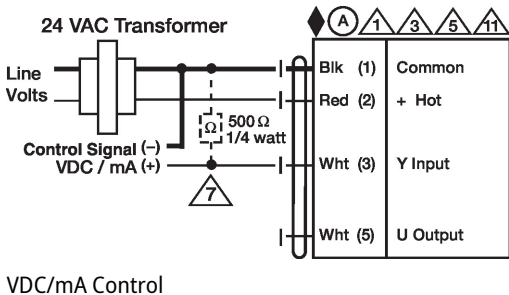 24 VAC Transformer
A 1 3 5 11
Line
Volts
Blk (1) Common
Red (2) + Hot
Ω 500 Ω
1/4 watt
Control Signal (–)
VDC / mA (+)
Wht (3) Y Input
7
Wht (5) U Output
VDC/mA Control